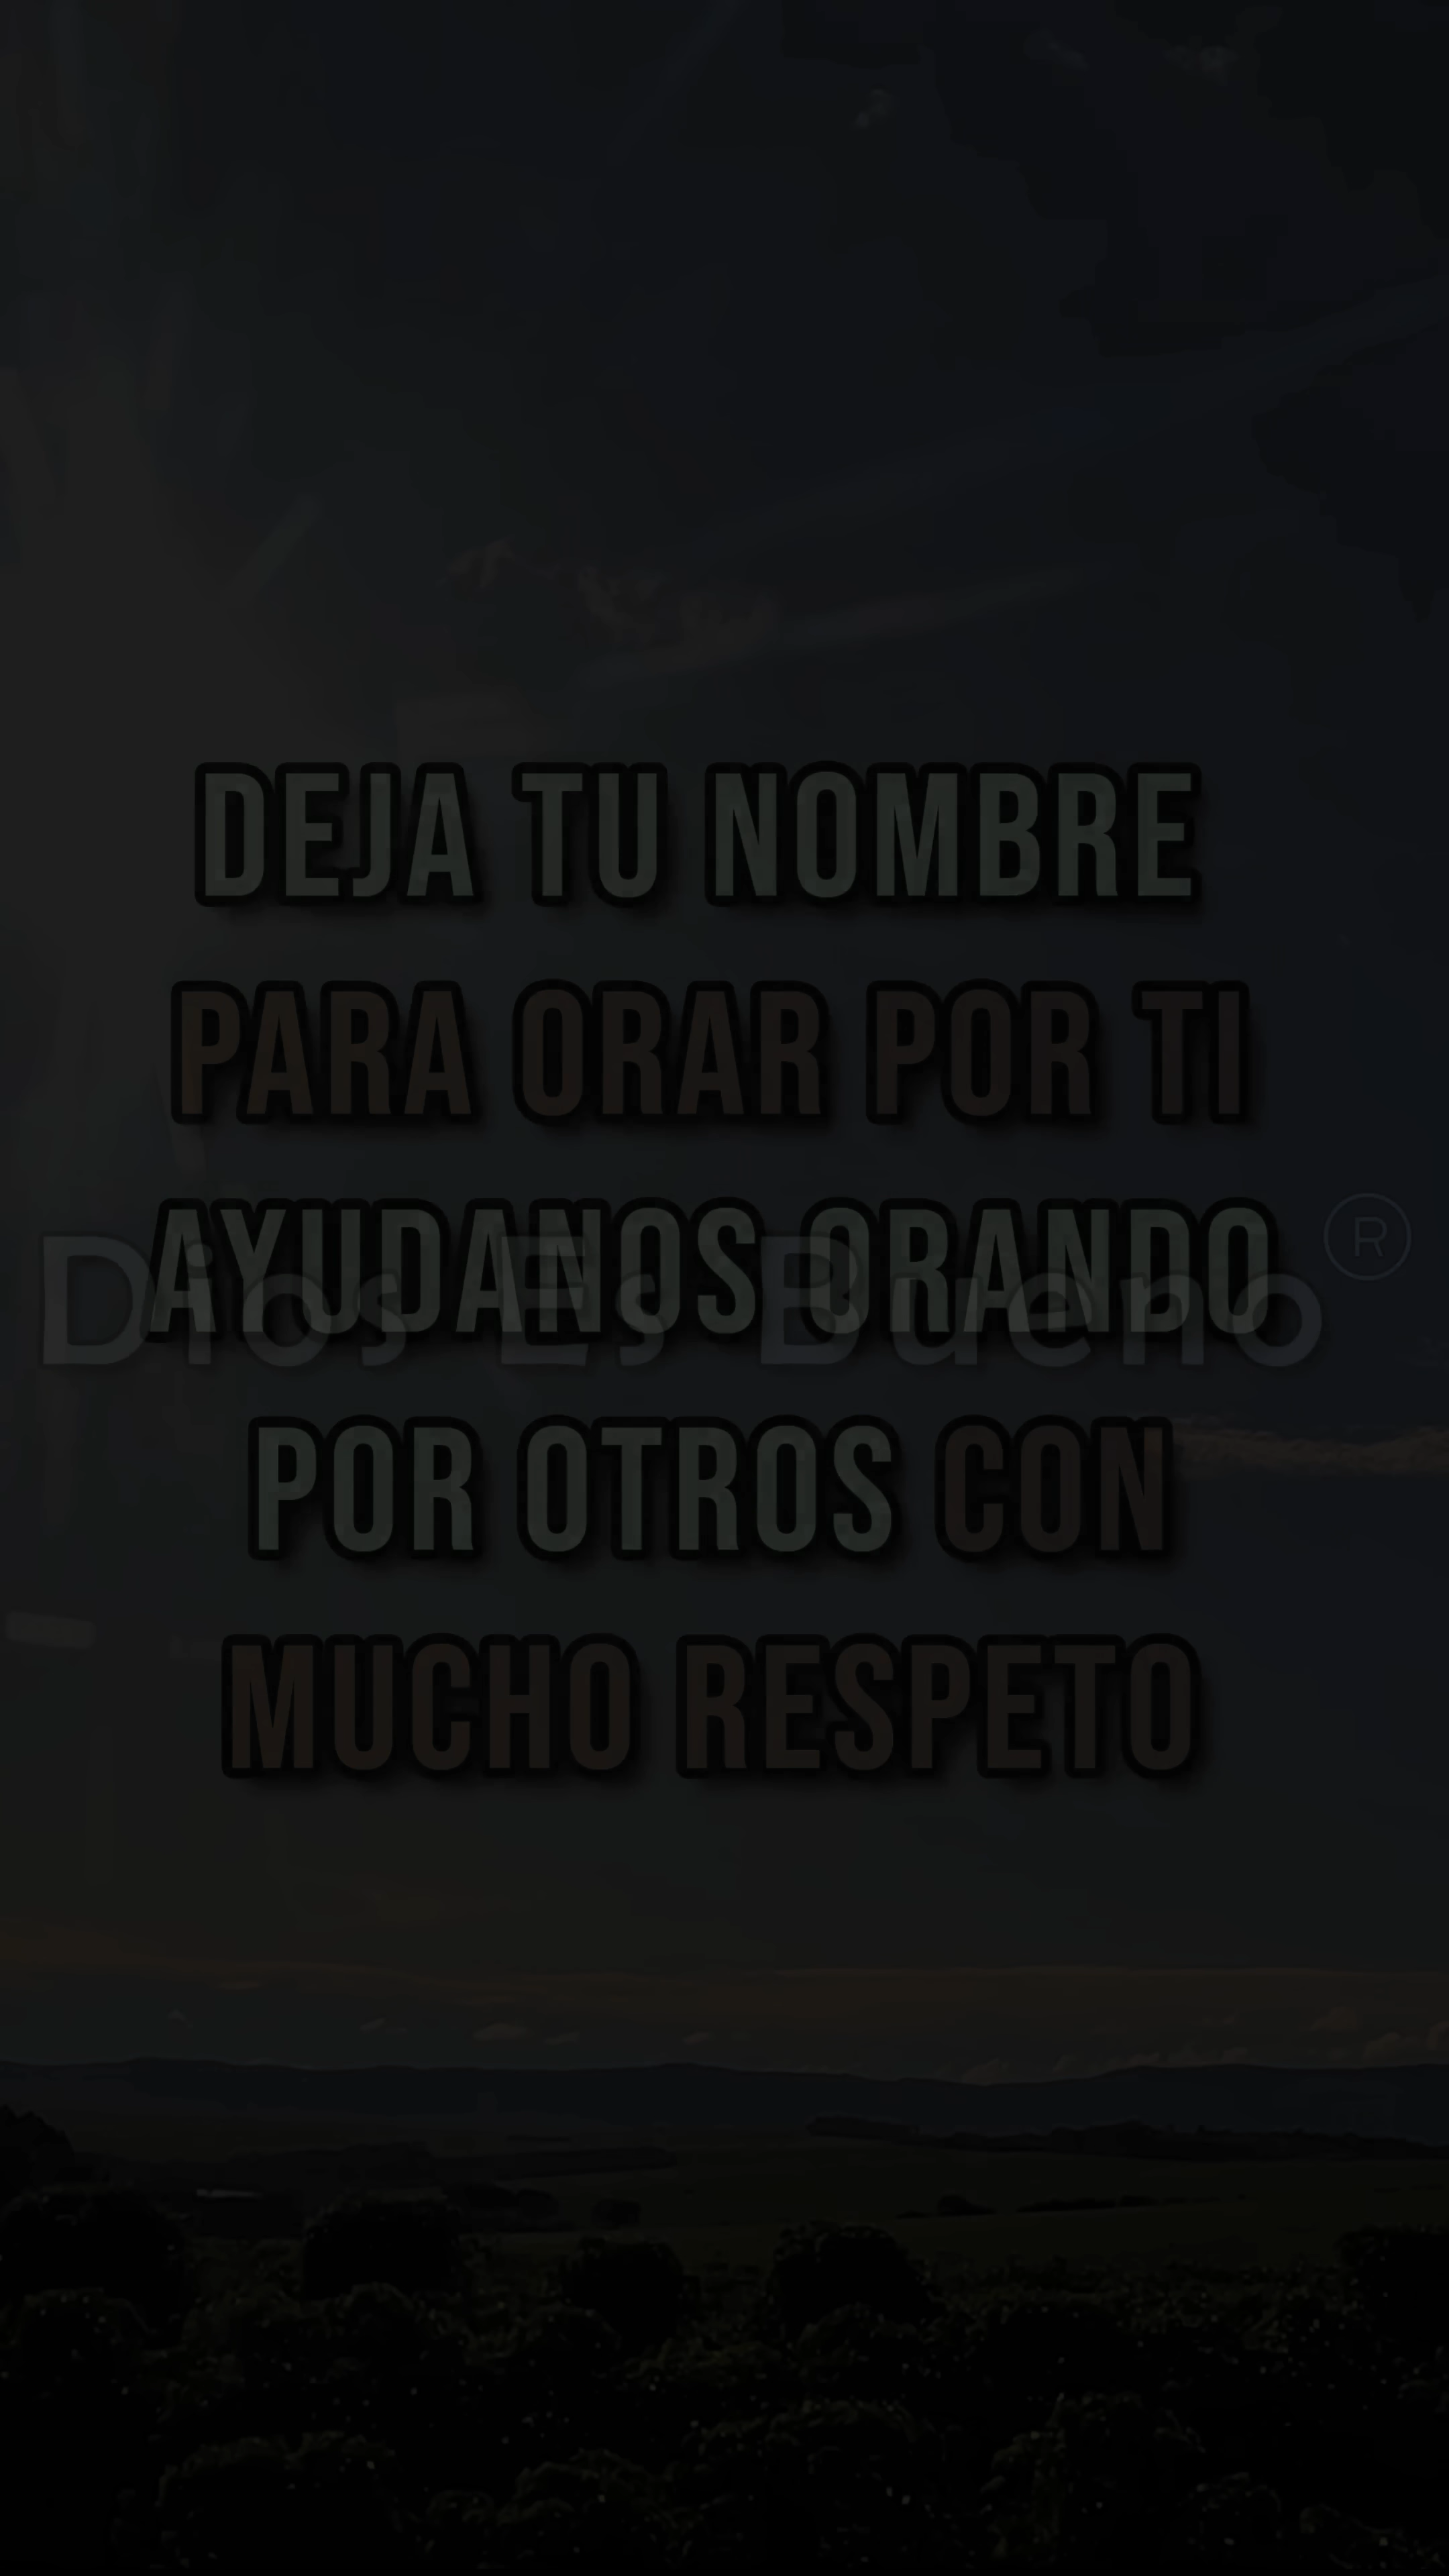 DEJA TU NOMBRE
PARA ORAR POR TI
AYUDANOS ORANDO
Dios Es Bueno ®
POR OTROS CON
MUCHO RESPETO